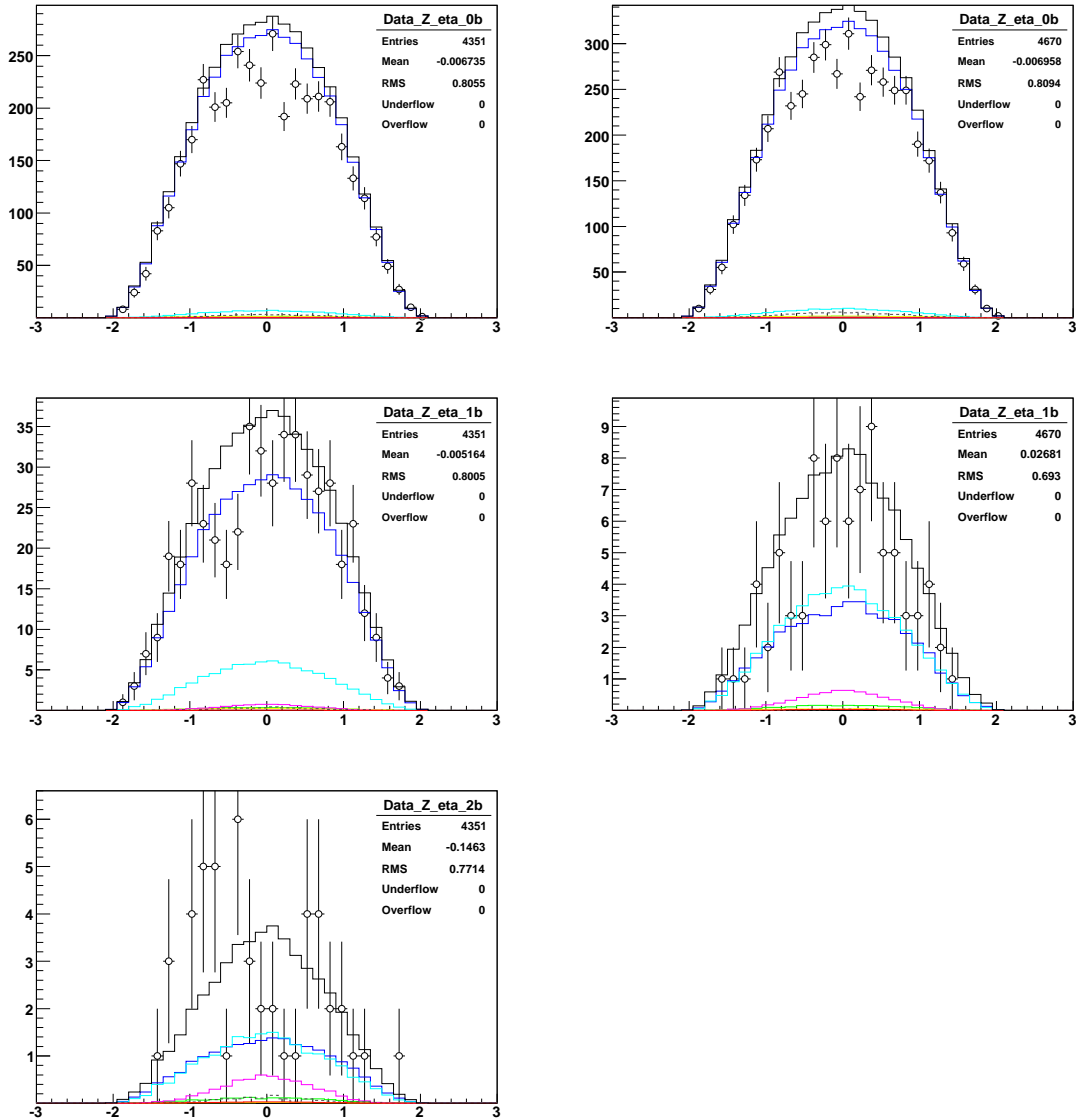 Data_Z_eta_0b
Entries 4351
Mean -0.006735
RMS 0.8055
Underflow 0
Overflow 0
250
200
150
100
50
-3 -2 -1 0 1 2 3
Data_Z_eta_0b
Entries 4670
Mean -0.006958
RMS 0.8094
Underflow 0
Overflow 0
300
250
200
150
100
50
-3 -2 -1 0 1 2 3
Data_Z_eta_1b
Entries 4351
Mean -0.005164
RMS 0.8005
Underflow 0
Overflow 0
35
30
25
20
15
10
5
-3 -2 -1 0 1 2 3
Data_Z_eta_1b
Entries 4670
Mean 0.02681
RMS 0.693
Underflow 0
Overflow 0
9
8
7
6
5
4
3
2
1
-3 -2 -1 0 1 2 3
Data_Z_eta_2b
Entries 4351
Mean -0.1463
RMS 0.7714
Underflow 0
Overflow 0
6
5
4
3
2
1
-3 -2 -1 0 1 2 3